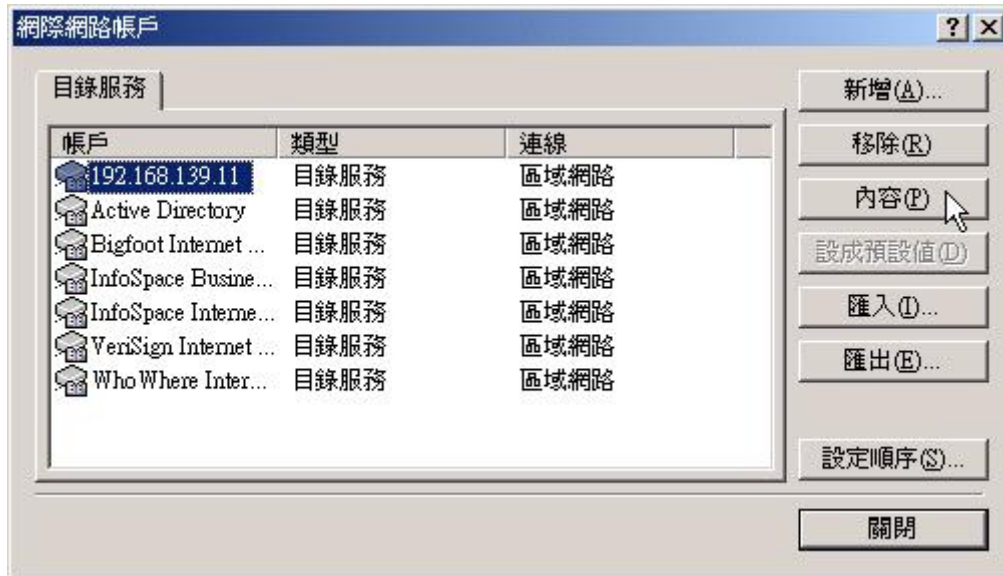 網際網路帳戶
目錄服務
帳戶 類型 連線
192.168.139.11 目錄服務 區域網路
Active Directory 目錄服務 區域網路
Bigfoot Internet ... 目錄服務 區域網路
InfoSpace Busine... 目錄服務 區域網路
InfoSpace Interne... 目錄服務 區域網路
VeriSign Internet ... 目錄服務 區域網路
WhoWhere Inter... 目錄服務 區域網路
新增(A)...
移除(R)
內容(P)
設成預設值(D)
匯入(I)...
匯出(E)...
設定順序(S)...
關閉